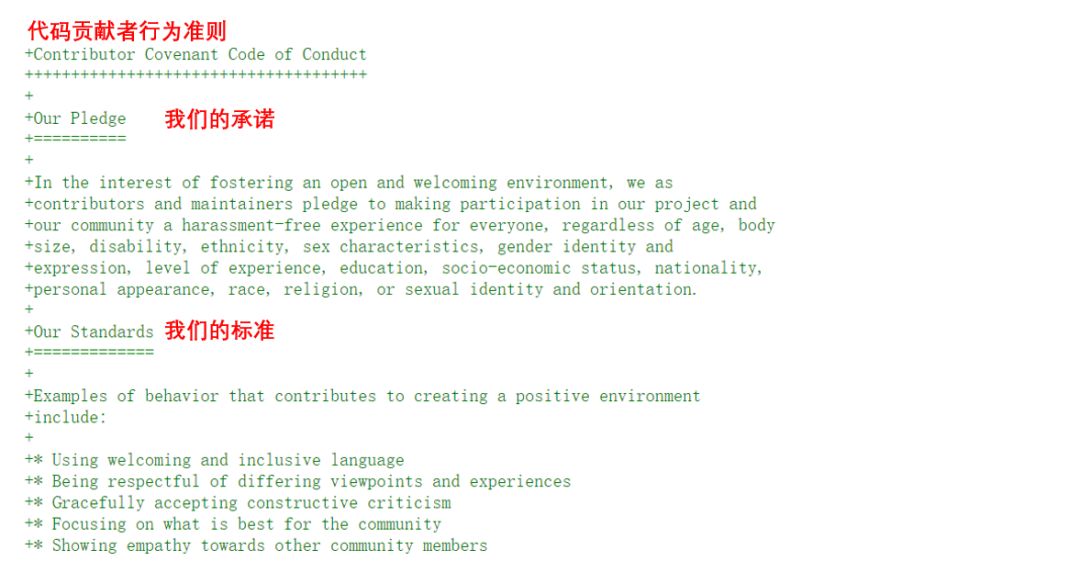 代码贡献者行为准则
+Contributor Covenant Code of Conduct
+++++++++++++++++++++++++++++++++++++
+
+Our Pledge 我们的承诺
+==========
+
+In the interest of fostering an open and welcoming environment, we as
+contributors and maintainers pledge to making participation in our project and
+our community a harassment-free experience for everyone, regardless of age, body
+size, disability, ethnicity, sex characteristics, gender identity and
+expression, level of experience, education, socio-economic status, nationality,
+personal appearance, race, religion, or sexual identity and orientation.
+
+Our Standards 我们的标准
+=============
+
+Examples of behavior that contributes to creating a positive environment
+include:
+
+* Using welcoming and inclusive language
+* Being respectful of differing viewpoints and experiences
+* Gracefully accepting constructive criticism
+* Focusing on what is best for the community
+* Showing empathy towards other community members